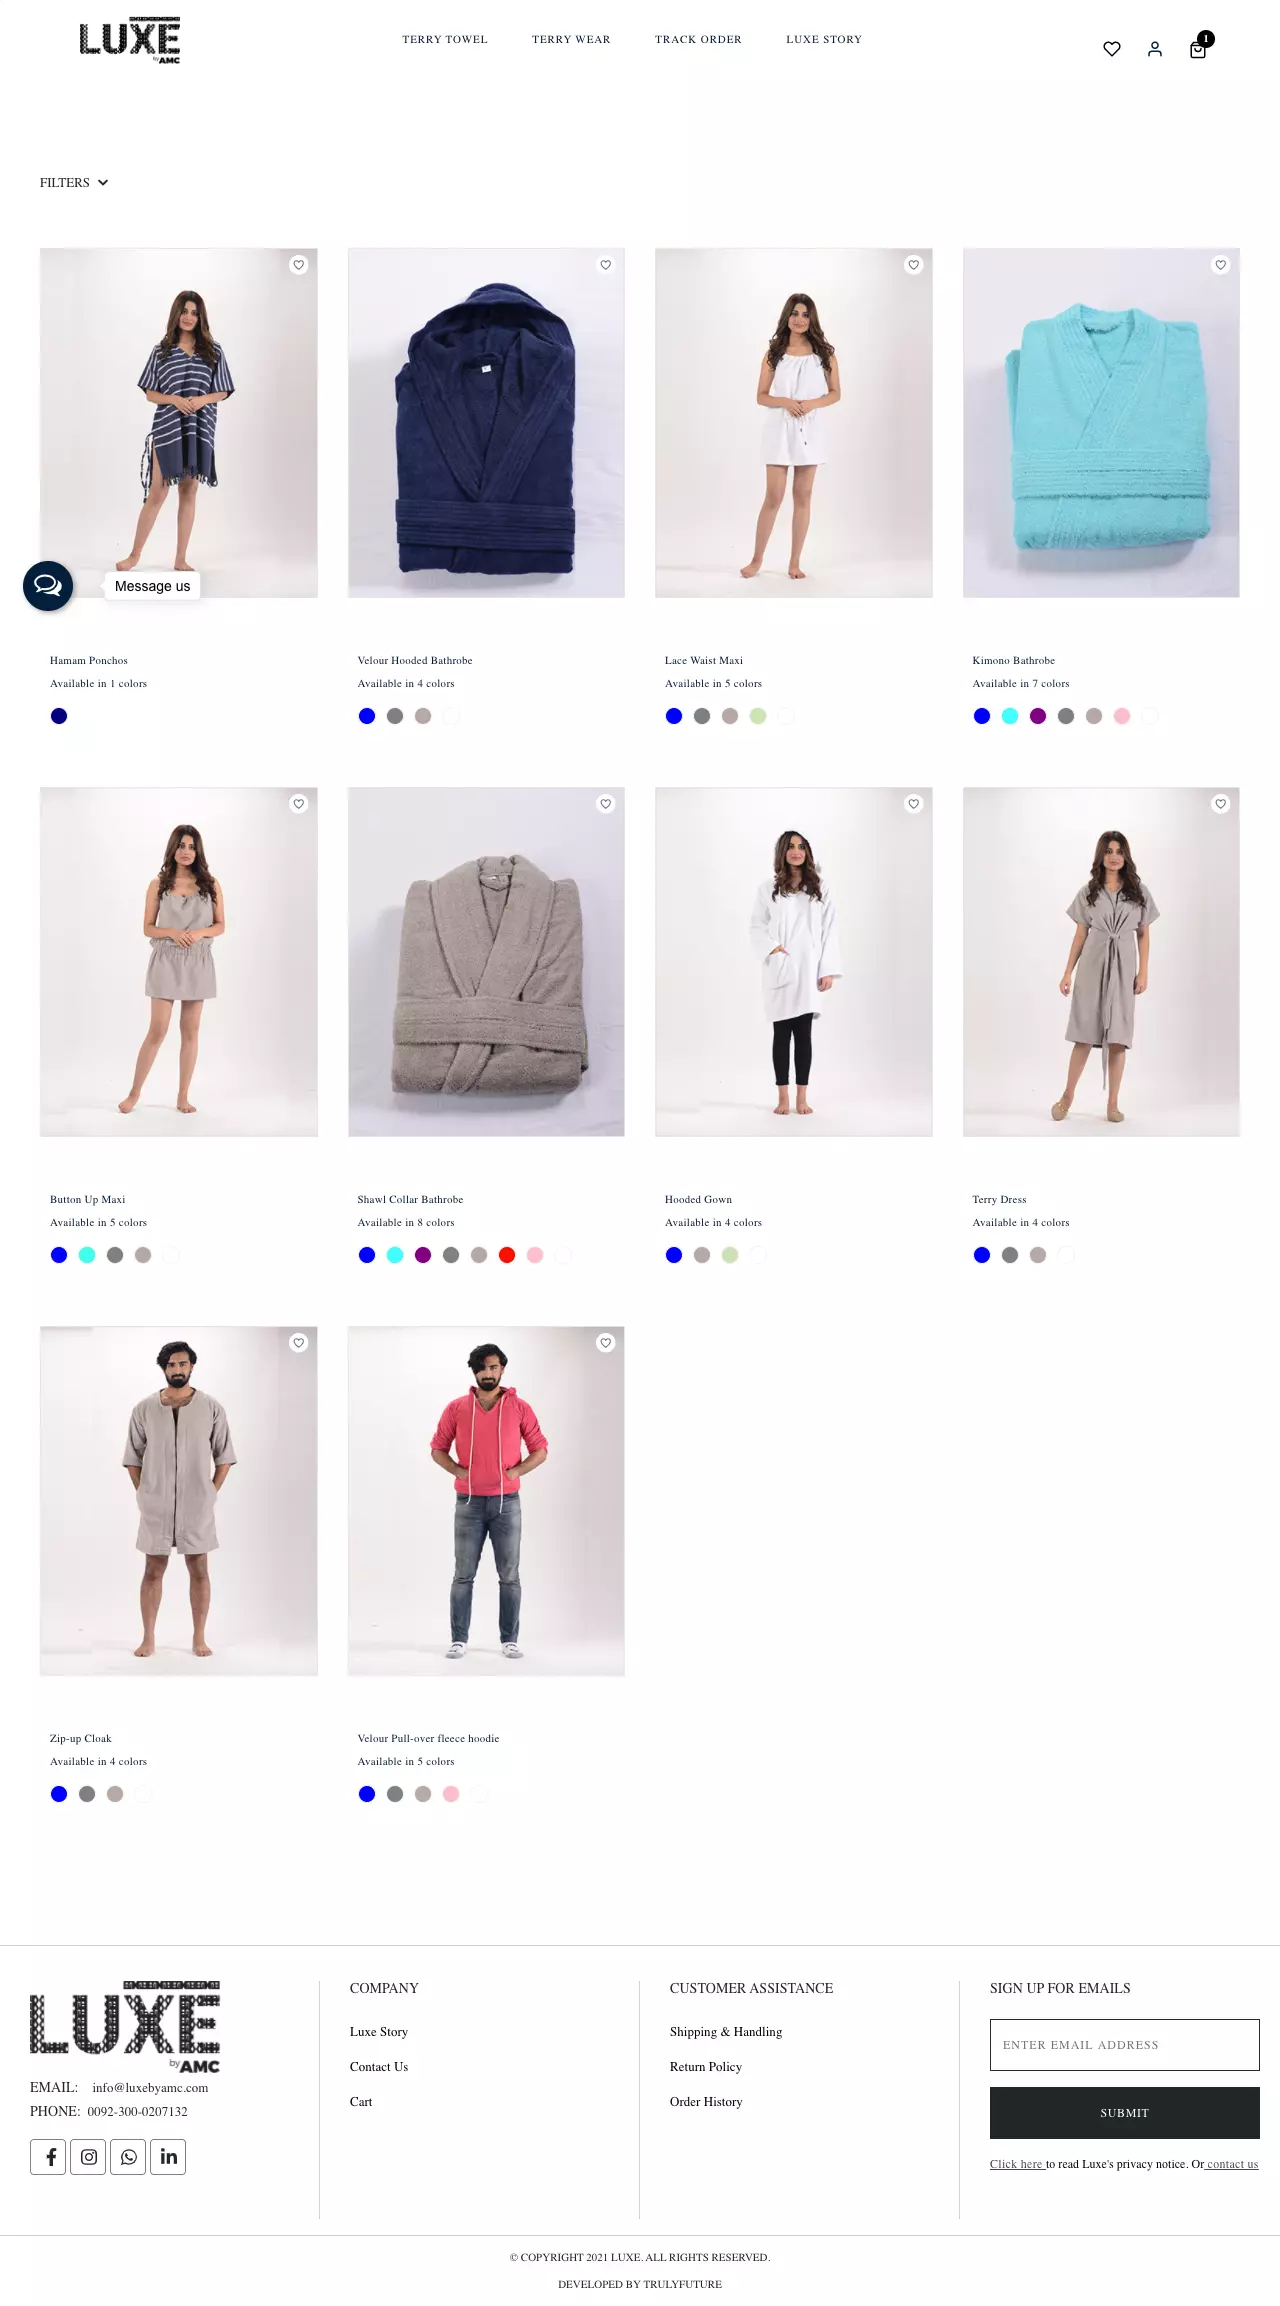 LUXE
by AMC
TERRY TOWEL
TERRY WEAR
TRACK ORDER
LUXE STORY
1
FILTERS
Message us
Hamam Ponchos
Available in 1 colors
Velour Hooded Bathrobe
Available in 4 colors
Lace Waist Maxi
Available in 5 colors
Kimono Bathrobe
Available in 7 colors
Button Up Maxi
Available in 5 colors
Shawl Collar Bathrobe
Available in 8 colors
Hooded Gown
Available in 4 colors
Terry Dress
Available in 4 colors
Zip-up Cloak
Available in 4 colors
Velour Pull-over fleece hoodie
Available in 5 colors
LUXE
by AMC
EMAIL: info@luxebyamc.com
PHONE: 0092-300-0207132
COMPANY
Luxe Story
Contact Us
Cart
CUSTOMER ASSISTANCE
Shipping & Handling
Return Policy
Order History
SIGN UP FOR EMAILS
ENTER EMAIL ADDRESS
SUBMIT
Click here to read Luxe's privacy notice. Or contact us
© COPYRIGHT 2021 LUXE. ALL RIGHTS RESERVED.
DEVELOPED BY TRULYFUTURE